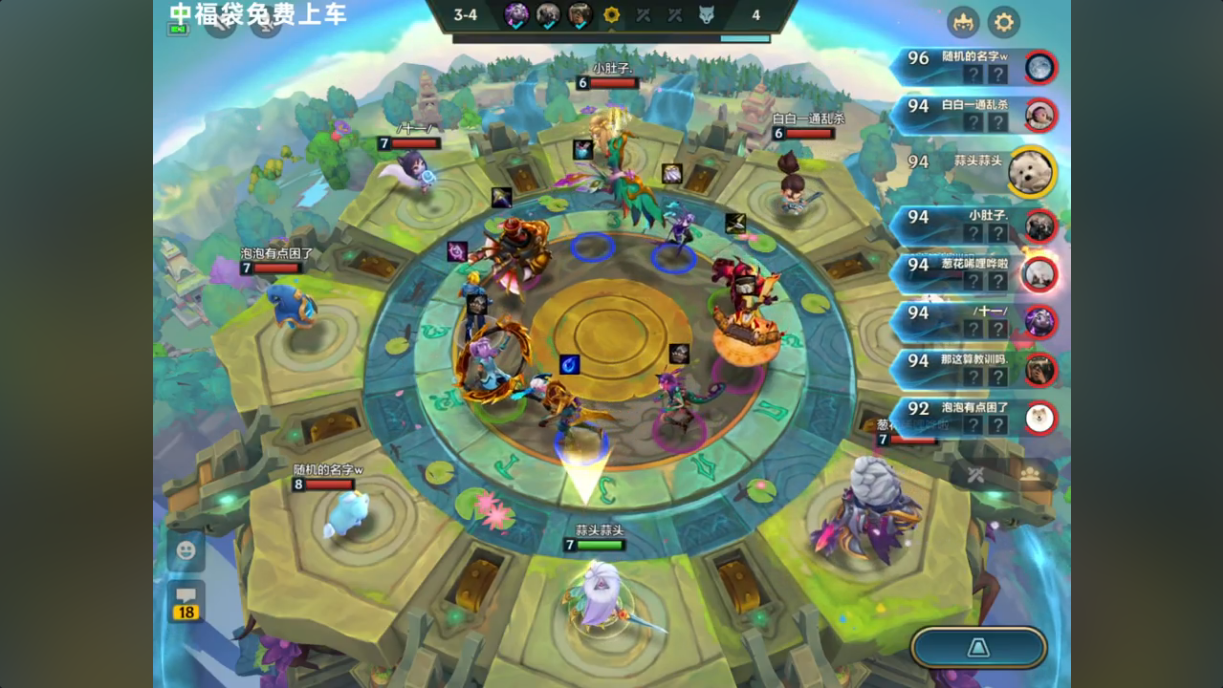 中福袋免费上车
3-4
4
小肚子.
6
/十一/
7
白白一通乱杀
6
泡泡有点困了
7
随机的名字w
8
蒜头蒜头
7
7
96 随机的名字w
? ?
94 白白一通乱杀
? ?
94 蒜头蒜头
94 小肚子.
? ?
94 葱花唏哩哗啦
? ?
94 /十一/
? ?
94 那这算教训吗.
? ?
92 泡泡有点困了
? ?
18